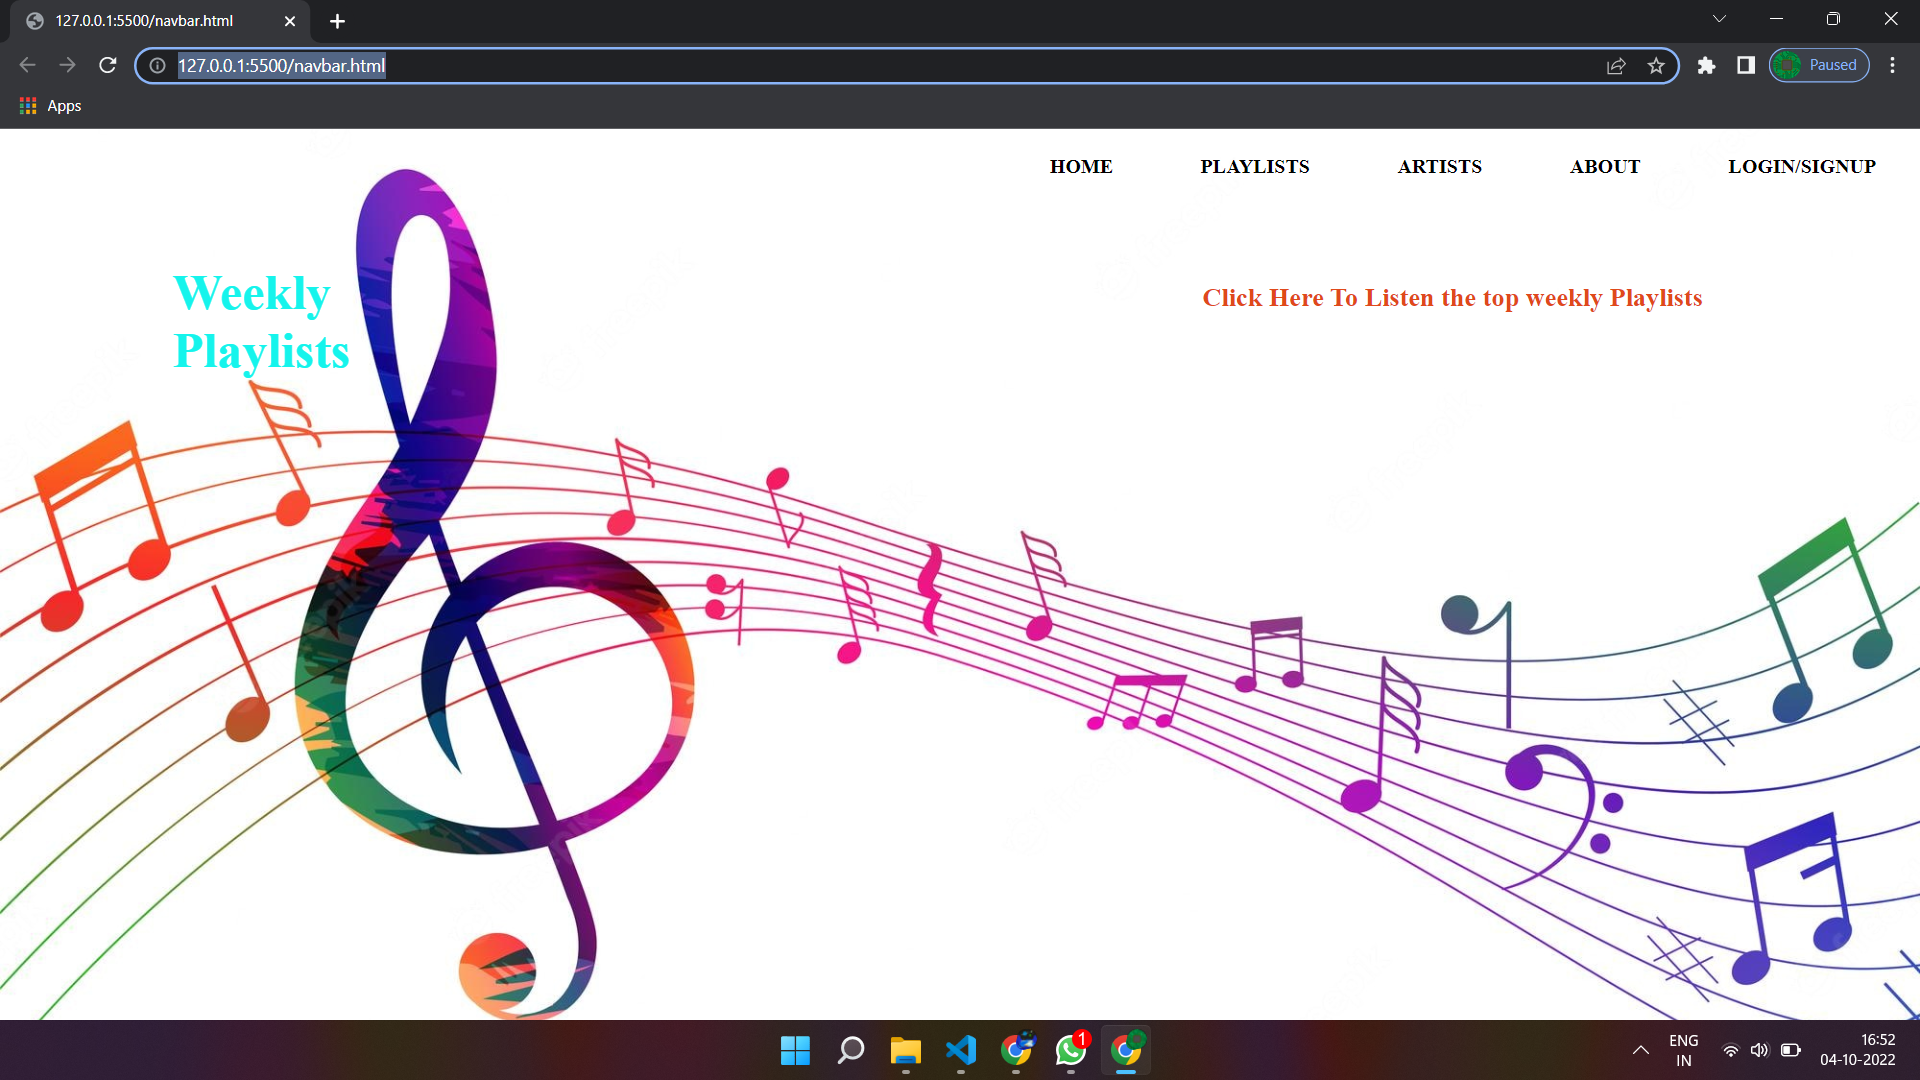 127.0.0.1:5500/navbar.html
127.0.0.1:5500/navbar.html
Paused
Apps
HOME PLAYLISTS ARTISTS ABOUT LOGIN/SIGNUP
Weekly
Playlists
Click Here To Listen the top weekly Playlists
1
ENG
IN
16:52
04-10-2022